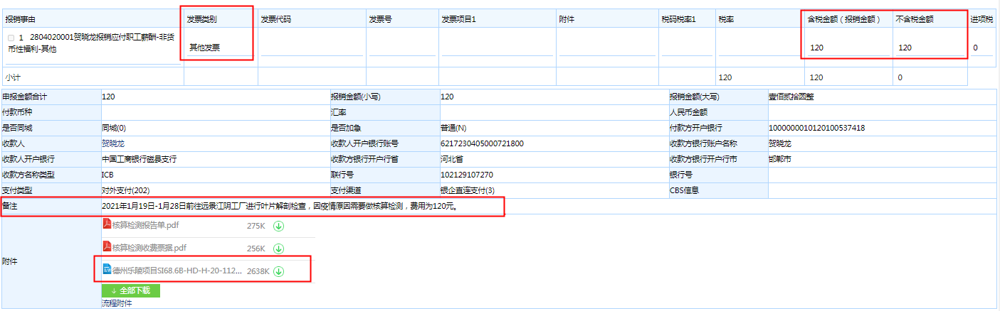 报销事由 发票类别 发票代码 发票号 发票项目1 附件 税码税率1 税率 含税金额（报销金额） 不含税金额 进项税
1 2804020001贺晓龙报销应付职工薪酬-非货
币性福利-其他
其他发票 120 120 0
小计 120 120 0
申报金额合计 120 报销金额(小写) 120 报销金额(大写) 壹佰贰拾圆整
付款币种 汇率 人民币金额
是否同城 同城(0) 是否加急 普通(N) 付款方开户银行 1000000010120100537418
收款人 贺晓龙 收款人开户银行账号 6217230405000721800 收款方银行账户名称 贺晓龙
收款人开户银行 中国工商银行磁县支行 收款方银行开户行省 河北省 收款方银行开户行市 邯郸市
收款方名称类型 ICB 联行号 102129107270 银行号
支付类型 对外支付(202) 支付渠道 银企直连支付(3) CBS信息
备注 2021年1月19日-1月28日前往远景江阴工厂进行叶片解剖检查，因疫情原因需要做核算检测，费用为120元。
附件
核算检测报告单.pdf 275K
核算检测收费票据.pdf 256K
德州乐陵项目SI68.6B-HD-H-20-112... 2638K
全部下载
流程附件